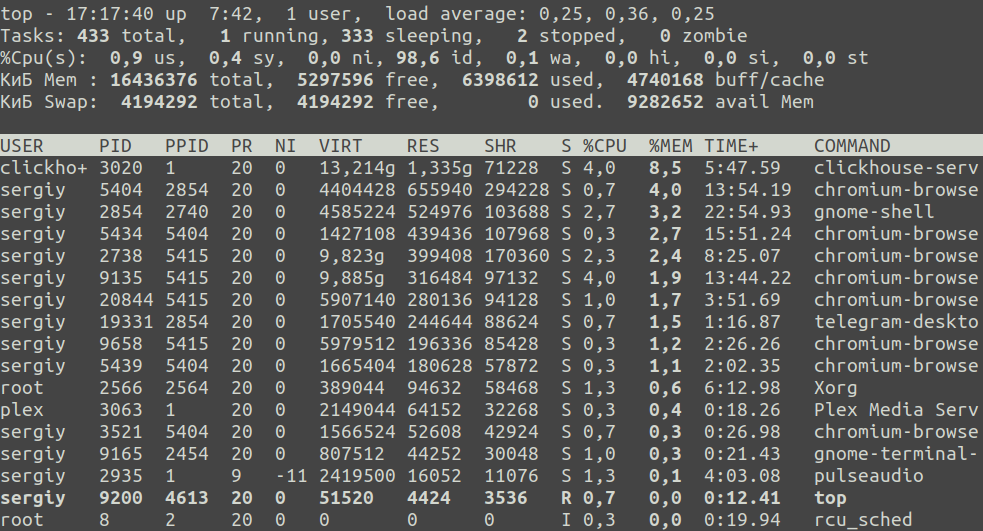 top - 17:17:40 up  7:42,  1 user,  load average: 0,25, 0,36, 0,25
Tasks: 433 total,   1 running, 333 sleeping,   2 stopped,   0 zombie
%Cpu(s):  0,9 us,  0,4 sy,  0,0 ni, 98,6 id,  0,1 wa,  0,0 hi,  0,0 si,  0,0 st
КиБ Mem : 16436376 total,  5297596 free,  6398612 used,  4740168 buff/cache
КиБ Swap:  4194292 total,  4194292 free,        0 used.  9282652 avail Mem
USER     PID   PPID  PR  NI  VIRT    RES    SHR    S %CPU  %MEM TIME+     COMMAND
clickho+ 3020  1     20  0   13,214g 1,335g 71228  S 4,0   8,5  5:47.59   clickhouse-serv
sergiy   5404  2854  20  0   4404428 655940 294228 S 0,7   4,0  13:54.19  chromium-browse
sergiy   2854  2740  20  0   4585224 524976 103688 S 2,7   3,2  22:54.93  gnome-shell
sergiy   5434  5404  20  0   1427108 439436 107968 S 0,3   2,7  15:51.24  chromium-browse
sergiy   2738  5415  20  0   9,823g  399408 170360 S 2,3   2,4  8:25.07   chromium-browse
sergiy   9135  5415  20  0   9,885g  316484 97132  S 4,0   1,9  13:44.22  chromium-browse
sergiy   20844 5415  20  0   5907140 280136 94128  S 1,0   1,7  3:51.69   chromium-browse
sergiy   19331 2854  20  0   1705540 244644 88624  S 0,7   1,5  1:16.87   telegram-deskto
sergiy   9658  5415  20  0   5979512 196336 85428  S 0,3   1,2  2:26.26   chromium-browse
sergiy   5439  5404  20  0   1665404 180628 57872  S 0,3   1,1  2:02.35   chromium-browse
root     2566  2564  20  0   389044  94632  58468  S 1,3   0,6  6:12.98   Xorg
plex     3063  1     20  0   2149044 64152  32268  S 0,3   0,4  0:18.26   Plex Media Serv
sergiy   3521  5404  20  0   1566524 52608  42924  S 0,7   0,3  0:26.98   chromium-browse
sergiy   9165  2454  20  0   807512  44252  30048  S 1,0   0,3  0:21.43   gnome-terminal-
sergiy   2935  1     9   -11 2419500 16052  11076  S 1,3   0,1  4:03.08   pulseaudio
sergiy   9200  4613  20  0   51520   4424   3536   R 0,7   0,0  0:12.41   top
root     8     2     20  0   0       0      0      I 0,3   0,0  0:19.94   rcu_sched